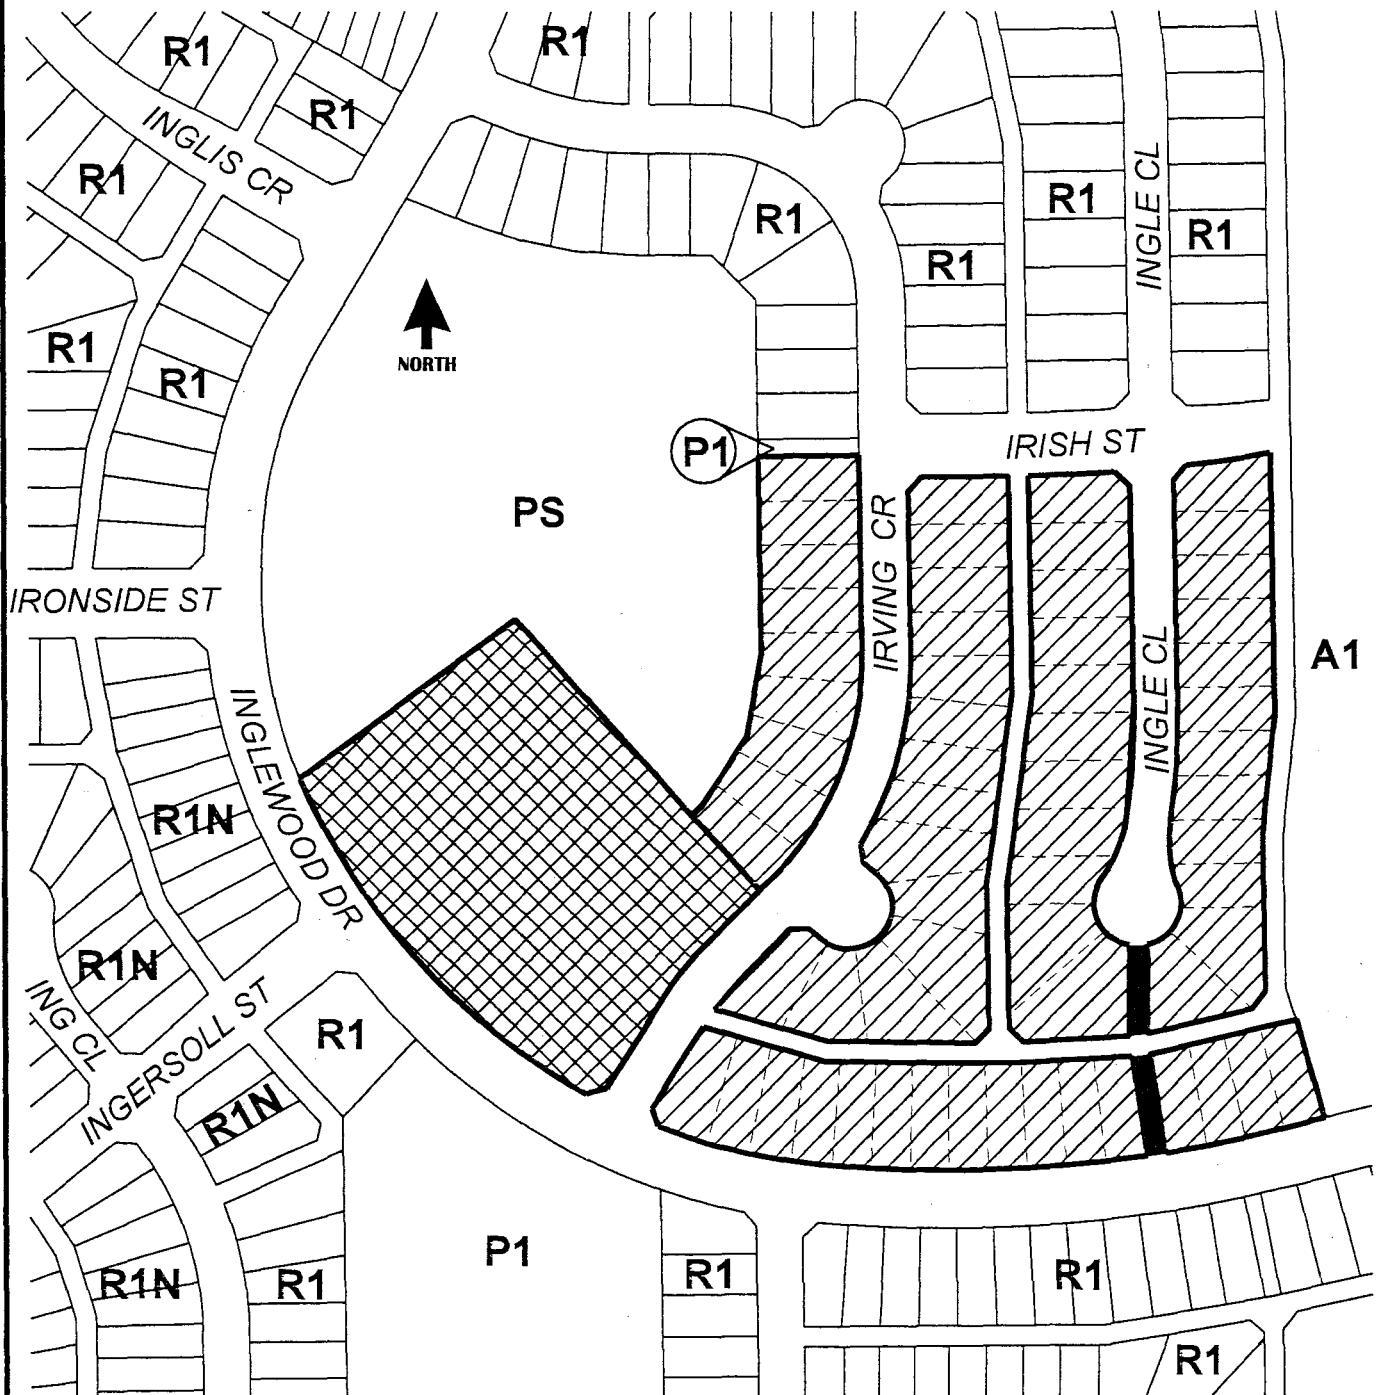 R1
R1
R1
INGLIS CR
R1
R1
R1
R1
INGLE CL
R1
NORTH
R1
R1
P1
IRISH ST
PS
IRVING CR
IRONSIDE ST
A1
INGLE CL
INGLEWOOD DR
R1N
R1N
ING CL
INGERSOLL ST
R1
R1N
P1
R1N
R1
R1
R1
R1